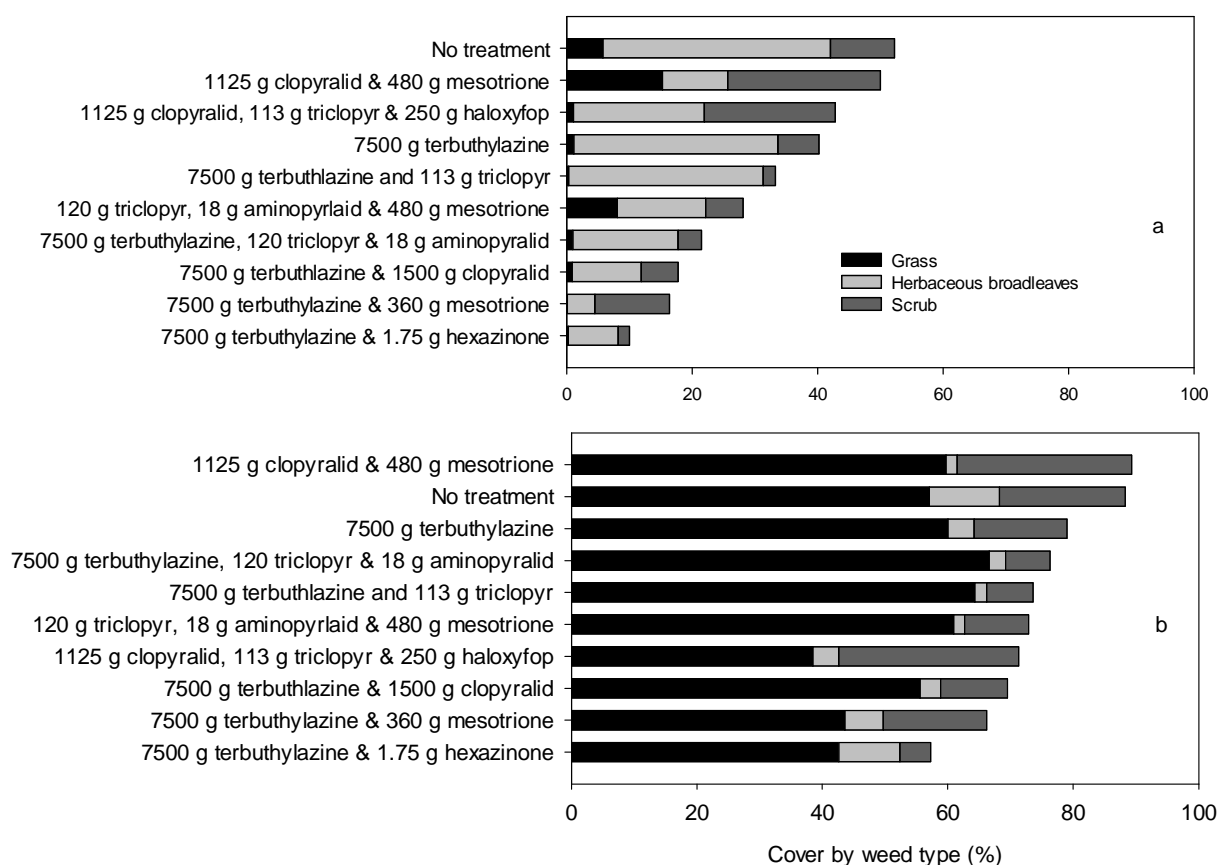 No treatment
1125 g clopyralid & 480 g mesotrione
1125 g clopyralid, 113 g triclopyr & 250 g haloxyfop
7500 g terbuthylazine
7500 g terbuthlazine and 113 g triclopyr
120 g triclopyr, 18 g aminopyrlaid & 480 g mesotrione
7500 g terbuthylazine, 120 triclopyr & 18 g aminopyralid
7500 g terbuthlazine & 1500 g clopyralid
7500 g terbuthylazine & 360 g mesotrione
7500 g terbuthylazine & 1.75 g hexazinone
a
Grass
Herbaceous broadleaves
Scrub
0 20 40 60 80 100
1125 g clopyralid & 480 g mesotrione
No treatment
7500 g terbuthylazine
7500 g terbuthylazine, 120 triclopyr & 18 g aminopyralid
7500 g terbuthlazine and 113 g triclopyr
120 g triclopyr, 18 g aminopyrlaid & 480 g mesotrione
1125 g clopyralid, 113 g triclopyr & 250 g haloxyfop
7500 g terbuthlazine & 1500 g clopyralid
7500 g terbuthylazine & 360 g mesotrione
7500 g terbuthylazine & 1.75 g hexazinone
b
0 20 40 60 80 100
Cover by weed type (%)